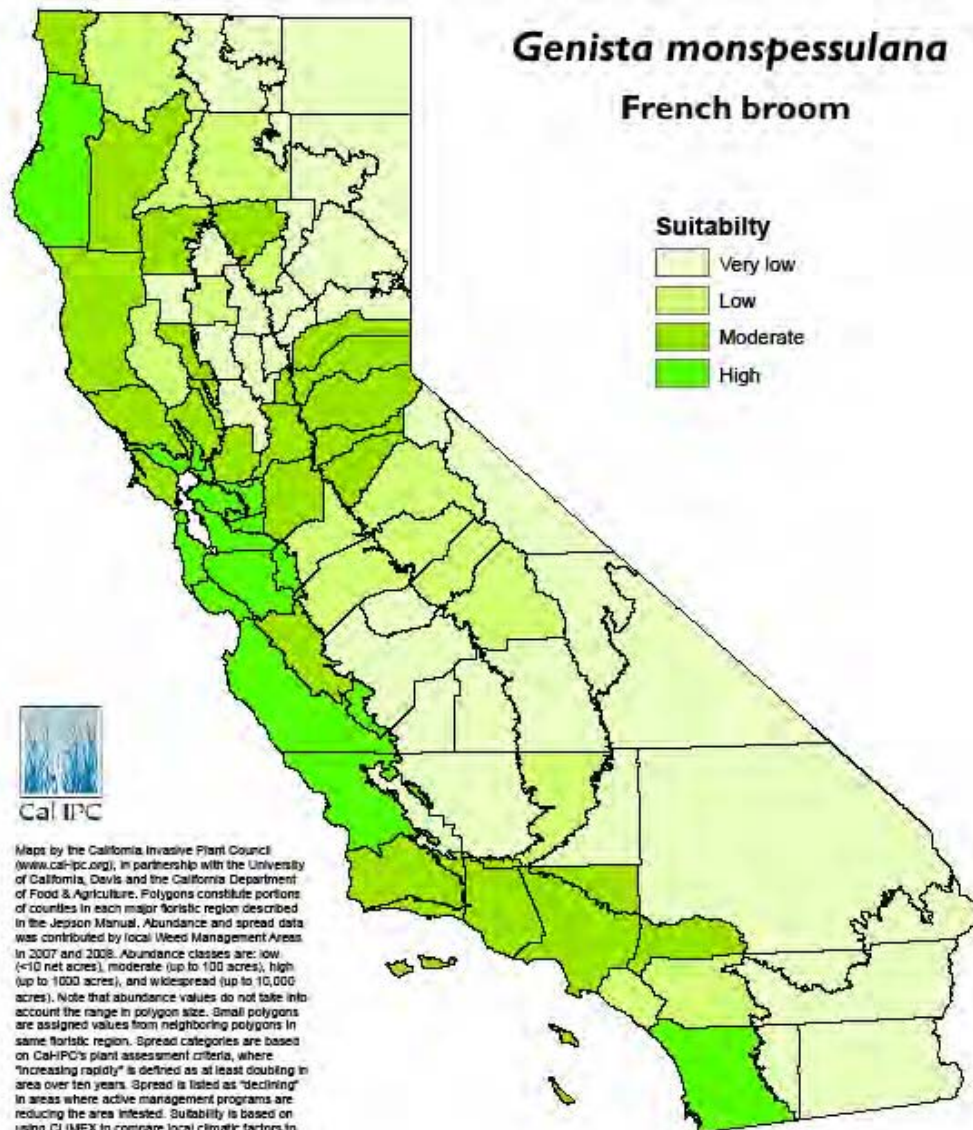 Genista monspessulana
French broom
Suitabilty
Very low
Low
Moderate
High
Cal IPC
Maps by the California Invasive Plant Council
(www.cal-ipc.org), in partnership with the University
of California, Davis and the California Department
of Food & Agriculture. Polygons constitute portions
of counties in each major floristic region described
in the Jepson Manual. Abundance and spread data
was contributed by local Weed Management Areas
in 2007 and 2008. Abundance classes are: low
(<10 net acres), moderate (up to 100 acres), high
(up to 1000 acres), and widespread (up to 10,000
acres). Note that abundance values do not take into
account the range in polygon size. Small polygons
are assigned values from neighboring polygons in
same floristic region. Spread categories are based
on Cal-IPC's plant assessment criteria, where
"increasing rapidly" is defined as at least doubling in
area over ten years. Spread is listed as "declining"
in areas where active management programs are
reducing the area infested. Suitability is based on
using CLIMEX to compare local climatic factors to